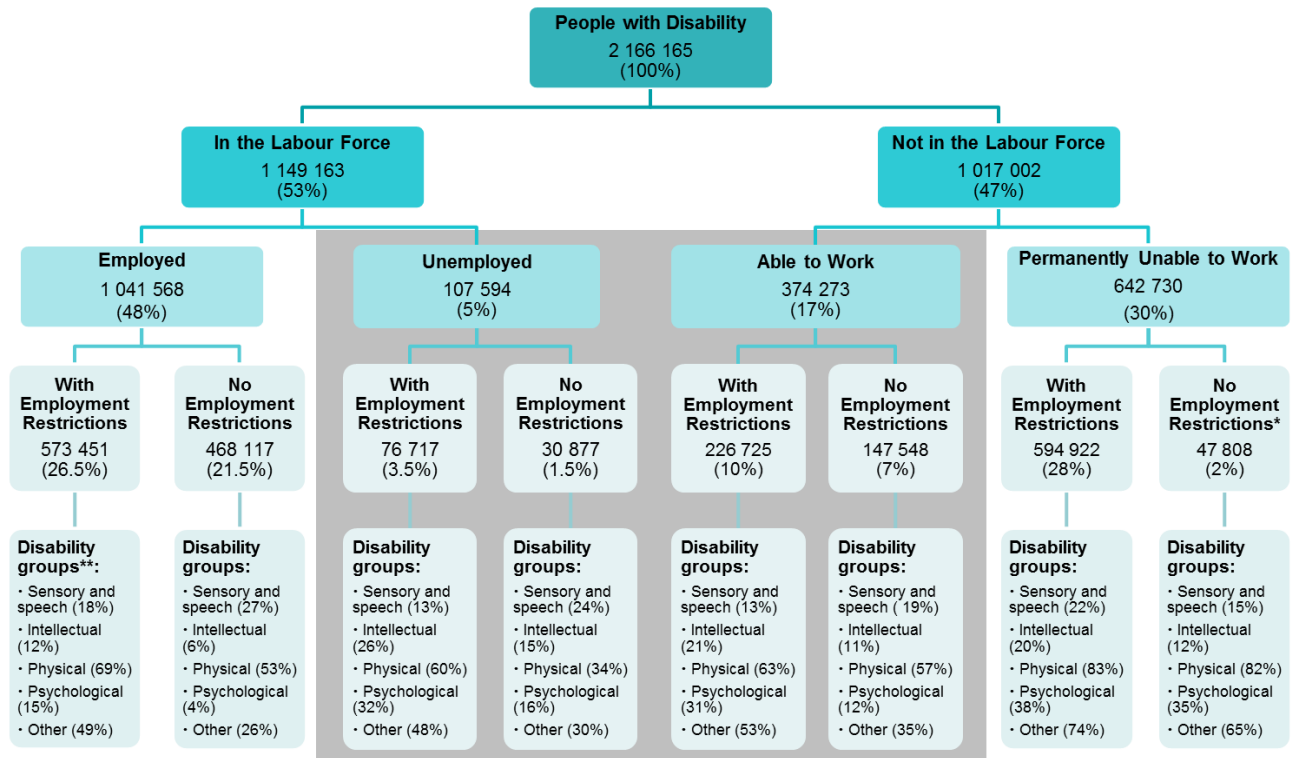 People with Disability
2 166 165
(100%)
In the Labour Force
1 149 163
(53%)
Not in the Labour Force
1 017 002
(47%)
Employed
1 041 568
(48%)
Unemployed
107 594
(5%)
Able to Work
374 273
(17%)
Permanently Unable to Work
642 730
(30%)
With
Employment
Restrictions
573 451
(26.5%)
No
Employment
Restrictions
468 117
(21.5%)
With
Employment
Restrictions
76 717
(3.5%)
No
Employment
Restrictions
30 877
(1.5%)
With
Employment
Restrictions
226 725
(10%)
No
Employment
Restrictions
147 548
(7%)
With
Employment
Restrictions
594 922
(28%)
No
Employment
Restrictions*
47 808
(2%)
Disability
groups**:
· Sensory and
speech (18%)
· Intellectual
(12%)
· Physical (69%)
· Psychological
(15%)
· Other (49%)
Disability
groups:
· Sensory and
speech (27%)
· Intellectual
(6%)
· Physical (53%)
· Psychological
(4%)
· Other (26%)
Disability
groups:
· Sensory and
speech (13%)
· Intellectual
(26%)
· Physical (60%)
· Psychological
(32%)
· Other (48%)
Disability
groups:
· Sensory and
speech (24%)
· Intellectual
(15%)
· Physical (34%)
· Psychological
(16%)
· Other (30%)
Disability
groups:
· Sensory and
speech (13%)
· Intellectual
(21%)
· Physical (63%)
· Psychological
(31%)
· Other (53%)
Disability
groups:
· Sensory and
speech ( 19%)
· Intellectual
(11%)
· Physical (57%)
· Psychological
(12%)
· Other (35%)
Disability
groups:
· Sensory and
speech (22%)
· Intellectual
(20%)
· Physical (83%)
· Psychological
(38%)
· Other (74%)
Disability
groups:
· Sensory and
speech (15%)
· Intellectual
(12%)
· Physical (82%)
· Psychological
(35%)
· Other (65%)